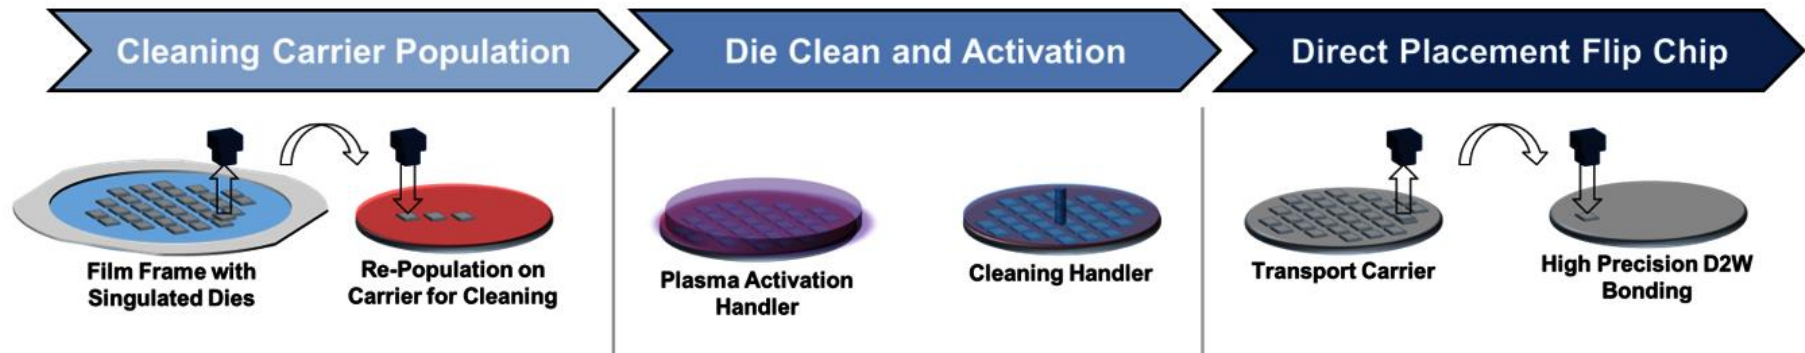 Cleaning Carrier Population
Die Clean and Activation
Direct Placement Flip Chip
Film Frame with
Singulated Dies
Re-Population on
Carrier for Cleaning
Plasma Activation
Handler
Cleaning Handler
Transport Carrier
High Precision D2W
Bonding